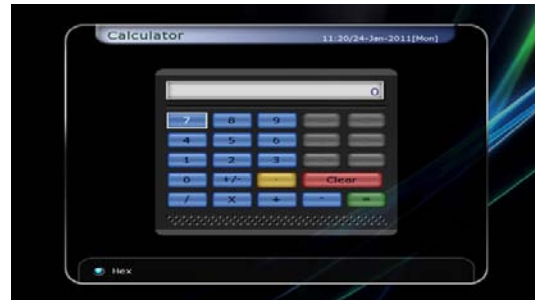 Calculator 11:20/24-Jan-2011[Mon]
0
7 8 9
4 5 6
1 2 3
0 +/- . Clear
/ X + - =
Hex